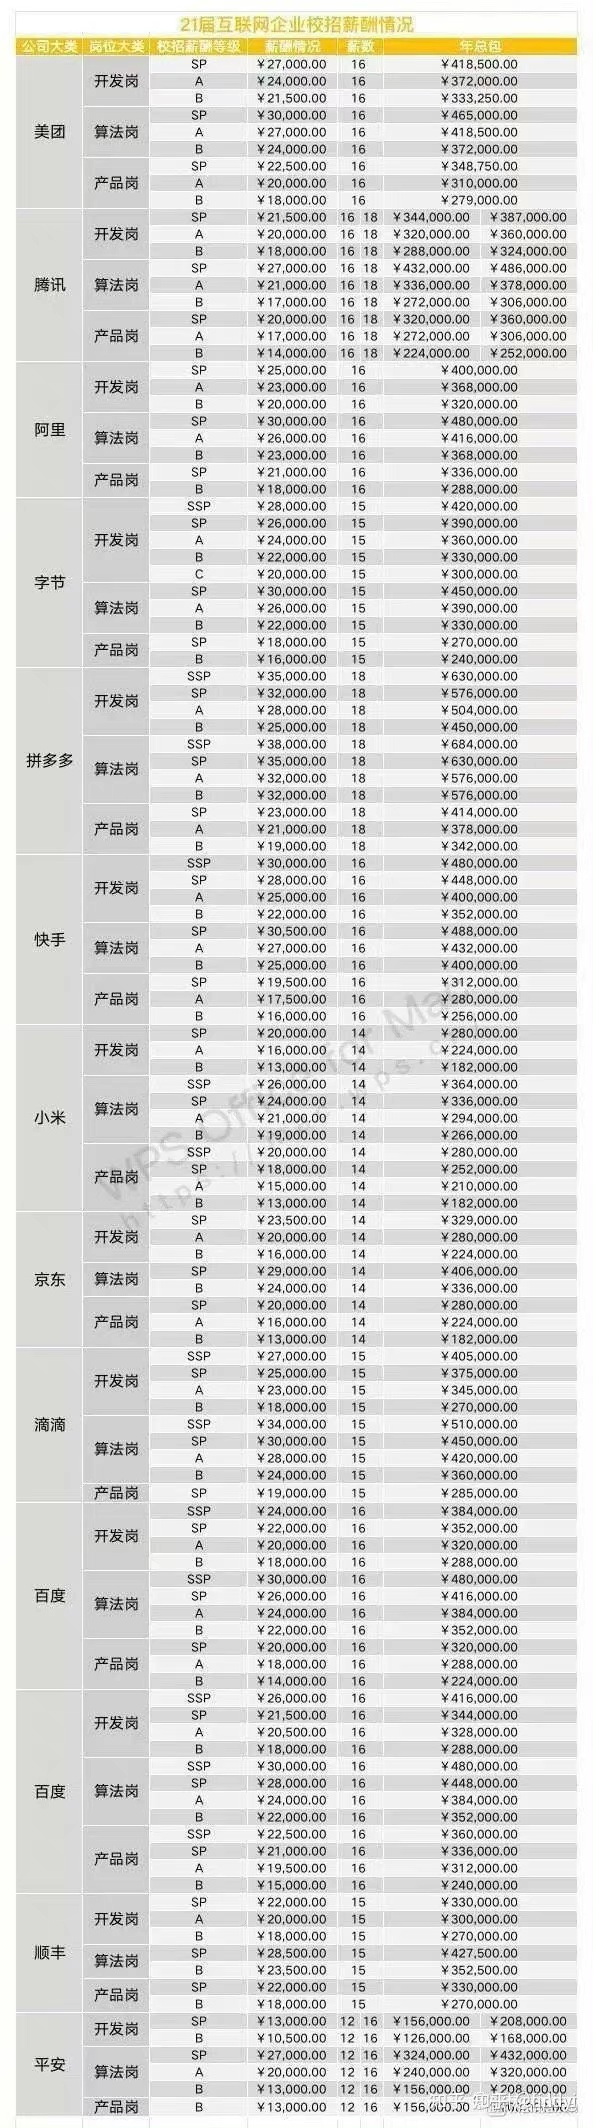 21届互联网企业校招薪酬情况
公司大类 岗位大类 校招薪酬等级 薪酬情况 薪数 年总包
美团 开发岗 SP ￥27,000.00 16 ￥418,500.00
A ￥24,000.00 16 ￥372,000.00
B ￥21,500.00 16 ￥333,250.00
算法岗 SP ￥30,000.00 16 ￥465,000.00
A ￥27,000.00 16 ￥418,500.00
B ￥24,000.00 16 ￥372,000.00
产品岗 SP ￥22,500.00 16 ￥348,750.00
A ￥20,000.00 16 ￥310,000.00
B ￥18,000.00 16 ￥279,000.00
腾讯 开发岗 SP ￥21,500.00 16 18 ￥344,000.00 ￥387,000.00
A ￥20,000.00 16 18 ￥320,000.00 ￥360,000.00
B ￥18,000.00 16 18 ￥288,000.00 ￥324,000.00
算法岗 SP ￥27,000.00 16 18 ￥432,000.00 ￥486,000.00
A ￥21,000.00 16 18 ￥336,000.00 ￥378,000.00
B ￥17,000.00 16 18 ￥272,000.00 ￥306,000.00
产品岗 SP ￥20,000.00 16 18 ￥320,000.00 ￥360,000.00
A ￥17,000.00 16 18 ￥272,000.00 ￥306,000.00
B ￥14,000.00 16 18 ￥224,000.00 ￥252,000.00
阿里 开发岗 SP ￥25,000.00 16 ￥400,000.00
A ￥23,000.00 16 ￥368,000.00
B ￥20,000.00 16 ￥320,000.00
算法岗 SP ￥30,000.00 16 ￥480,000.00
A ￥26,000.00 16 ￥416,000.00
B ￥23,000.00 16 ￥368,000.00
产品岗 SP ￥21,000.00 16 ￥336,000.00
B ￥18,000.00 16 ￥288,000.00
字节 开发岗 SSP ￥28,000.00 15 ￥420,000.00
SP ￥26,000.00 15 ￥390,000.00
A ￥24,000.00 15 ￥360,000.00
B ￥22,000.00 15 ￥330,000.00
C ￥20,000.00 15 ￥300,000.00
算法岗 SP ￥30,000.00 15 ￥450,000.00
A ￥26,000.00 15 ￥390,000.00
B ￥22,000.00 15 ￥330,000.00
产品岗 SP ￥18,000.00 15 ￥270,000.00
B ￥16,000.00 15 ￥240,000.00
拼多多 开发岗 SSP ￥35,000.00 18 ￥630,000.00
SP ￥32,000.00 18 ￥576,000.00
A ￥28,000.00 18 ￥504,000.00
B ￥25,000.00 18 ￥450,000.00
算法岗 SSP ￥38,000.00 18 ￥684,000.00
SP ￥35,000.00 18 ￥630,000.00
A ￥32,000.00 18 ￥576,000.00
B ￥32,000.00 18 ￥576,000.00
产品岗 SP ￥23,000.00 18 ￥414,000.00
A ￥21,000.00 18 ￥378,000.00
B ￥19,000.00 18 ￥342,000.00
快手 开发岗 SSP ￥30,000.00 16 ￥480,000.00
SP ￥28,000.00 16 ￥448,000.00
A ￥25,000.00 16 ￥400,000.00
B ￥22,000.00 16 ￥352,000.00
算法岗 SP ￥30,500.00 16 ￥488,000.00
A ￥27,000.00 16 ￥432,000.00
B ￥25,000.00 16 ￥400,000.00
产品岗 SP ￥19,500.00 16 ￥312,000.00
A ￥17,500.00 16 ￥280,000.00
B ￥16,000.00 16 ￥256,000.00
小米 开发岗 SP ￥20,000.00 14 ￥280,000.00
A ￥16,000.00 14 ￥224,000.00
B ￥13,000.00 14 ￥182,000.00
算法岗 SSP ￥26,000.00 14 ￥364,000.00
SP ￥24,000.00 14 ￥336,000.00
A ￥21,000.00 14 ￥294,000.00
B ￥19,000.00 14 ￥266,000.00
产品岗 SSP ￥20,000.00 14 ￥280,000.00
SP ￥18,000.00 14 ￥252,000.00
A ￥15,000.00 14 ￥210,000.00
B ￥13,000.00 14 ￥182,000.00
京东 开发岗 SP ￥23,500.00 14 ￥329,000.00
A ￥20,000.00 14 ￥280,000.00
B ￥16,000.00 14 ￥224,000.00
算法岗 SP ￥29,000.00 14 ￥406,000.00
B ￥24,000.00 14 ￥336,000.00
产品岗 SP ￥20,000.00 14 ￥280,000.00
A ￥16,000.00 14 ￥224,000.00
B ￥13,000.00 14 ￥182,000.00
滴滴 开发岗 SSP ￥27,000.00 15 ￥405,000.00
SP ￥25,000.00 15 ￥375,000.00
A ￥23,000.00 15 ￥345,000.00
B ￥18,000.00 15 ￥270,000.00
算法岗 SSP ￥34,000.00 15 ￥510,000.00
SP ￥30,000.00 15 ￥450,000.00
A ￥28,000.00 15 ￥420,000.00
B ￥24,000.00 15 ￥360,000.00
产品岗 SP ￥19,000.00 15 ￥285,000.00
百度 开发岗 SSP ￥24,000.00 16 ￥384,000.00
SP ￥22,000.00 16 ￥352,000.00
A ￥20,000.00 16 ￥320,000.00
B ￥18,000.00 16 ￥288,000.00
算法岗 SSP ￥30,000.00 16 ￥480,000.00
SP ￥26,000.00 16 ￥416,000.00
A ￥24,000.00 16 ￥384,000.00
B ￥22,000.00 16 ￥352,000.00
产品岗 SP ￥20,000.00 16 ￥320,000.00
A ￥18,000.00 16 ￥288,000.00
B ￥14,000.00 16 ￥224,000.00
百度 开发岗 SSP ￥26,000.00 16 ￥416,000.00
SP ￥21,500.00 16 ￥344,000.00
A ￥20,500.00 16 ￥328,000.00
B ￥18,000.00 16 ￥288,000.00
算法岗 SSP ￥30,000.00 16 ￥480,000.00
SP ￥28,000.00 16 ￥448,000.00
A ￥24,000.00 16 ￥384,000.00
B ￥22,000.00 16 ￥352,000.00
产品岗 SSP ￥22,500.00 16 ￥360,000.00
SP ￥21,000.00 16 ￥336,000.00
A ￥19,500.00 16 ￥312,000.00
B ￥15,000.00 16 ￥240,000.00
顺丰 开发岗 SP ￥22,000.00 15 ￥330,000.00
A ￥20,000.00 15 ￥300,000.00
B ￥18,000.00 15 ￥270,000.00
算法岗 SP ￥28,500.00 15 ￥427,500.00
B ￥23,500.00 15 ￥352,500.00
产品岗 SP ￥22,000.00 15 ￥330,000.00
B ￥18,000.00 15 ￥270,000.00
平安 开发岗 SP ￥13,000.00 12 16 ￥156,000.00 ￥208,000.00
B ￥10,500.00 12 16 ￥126,000.00 ￥168,000.00
算法岗 SP ￥27,000.00 12 16 ￥324,000.00 ￥432,000.00
A ￥20,000.00 12 16 ￥240,000.00 ￥320,000.00
B ￥13,000.00 12 16 ￥156,000.00 ￥208,000.00
产品岗 B ￥13,000.00 12 16 ￥156,000.00
WPS Office for Mac
知乎